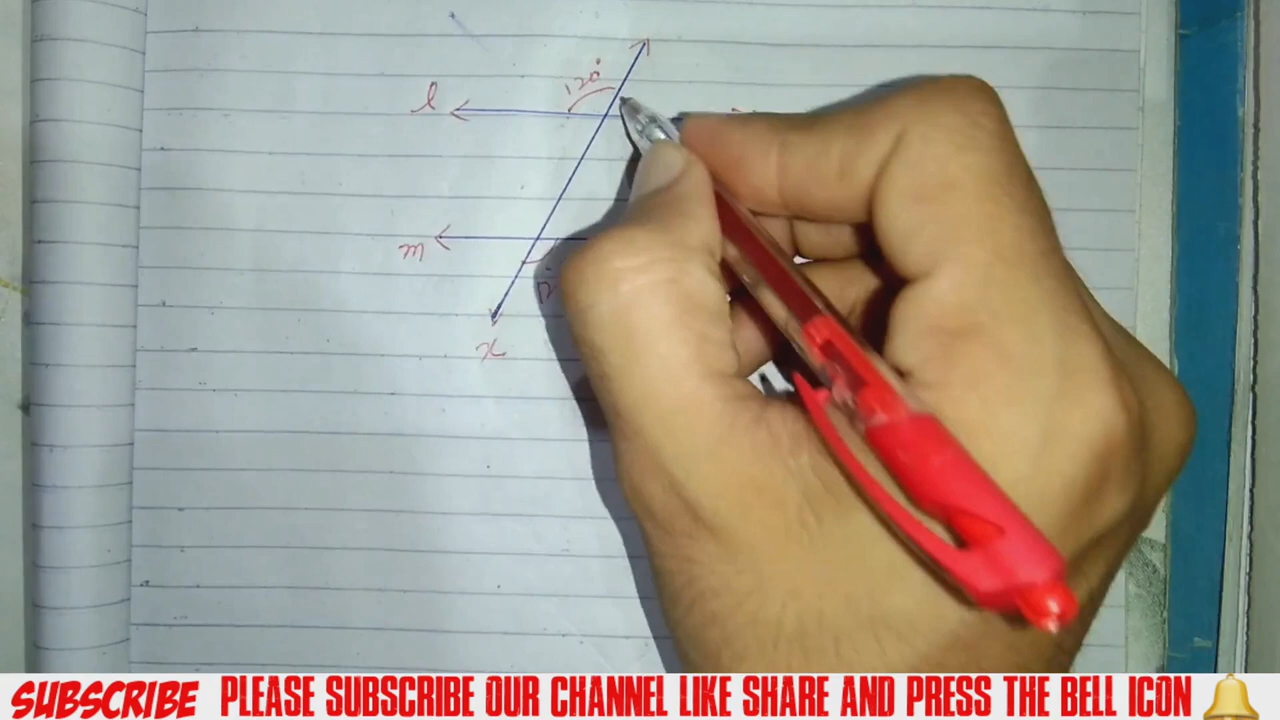 120°
l
m
x
SUBSCRIBE PLEASE SUBSCRIBE OUR CHANNEL LIKE SHARE AND PRESS THE BELL ICON